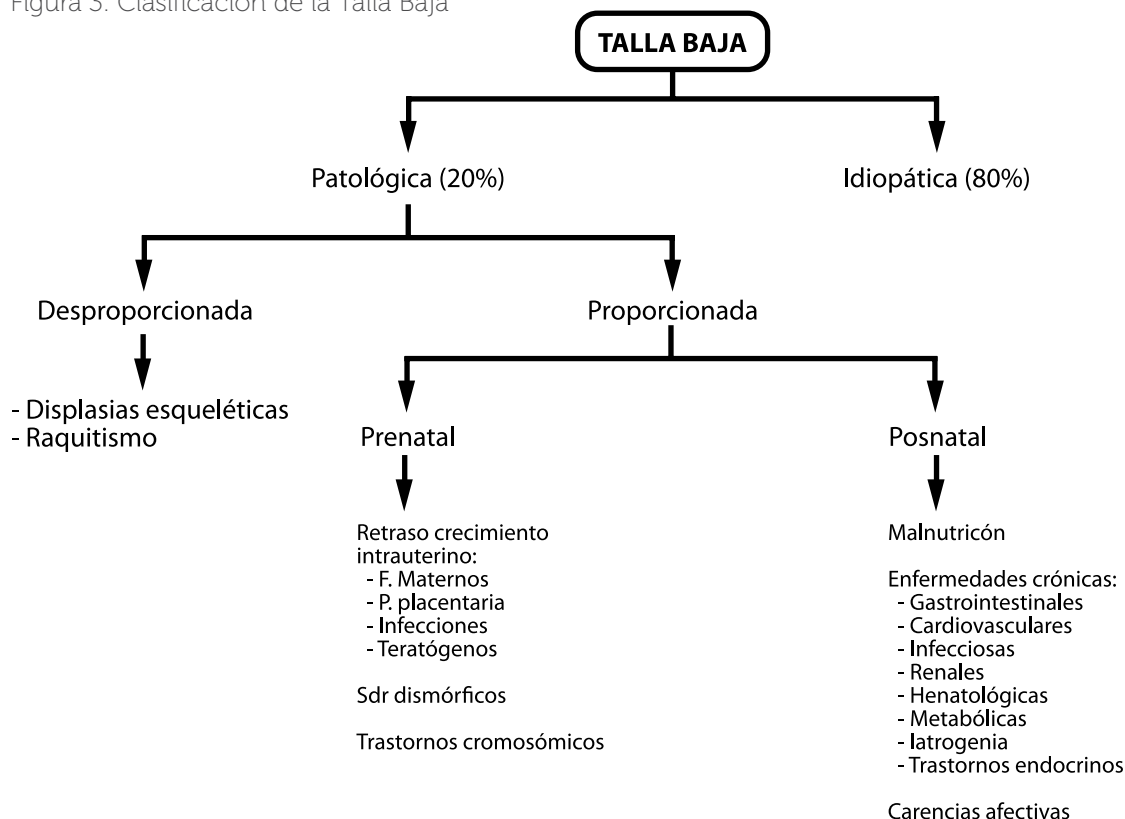 Figura 3. Clasificación de la Talla Baja
TALLA BAJA
Patológica (20%)
Idiopática (80%)
Desproporcionada
Proporcionada
- Displasias esqueléticas
- Raquitismo
Prenatal
Posnatal
Retraso crecimiento
intrauterino:
- F. Maternos
- P. placentaria
- Infecciones
- Teratógenos
Sdr dismórficos
Trastornos cromosómicos
Malnutricón
Enfermedades crónicas:
- Gastrointestinales
- Cardiovasculares
- Infecciosas
- Renales
- Henatológicas
- Metabólicas
- Iatrogenia
- Trastornos endocrinos
Carencias afectivas